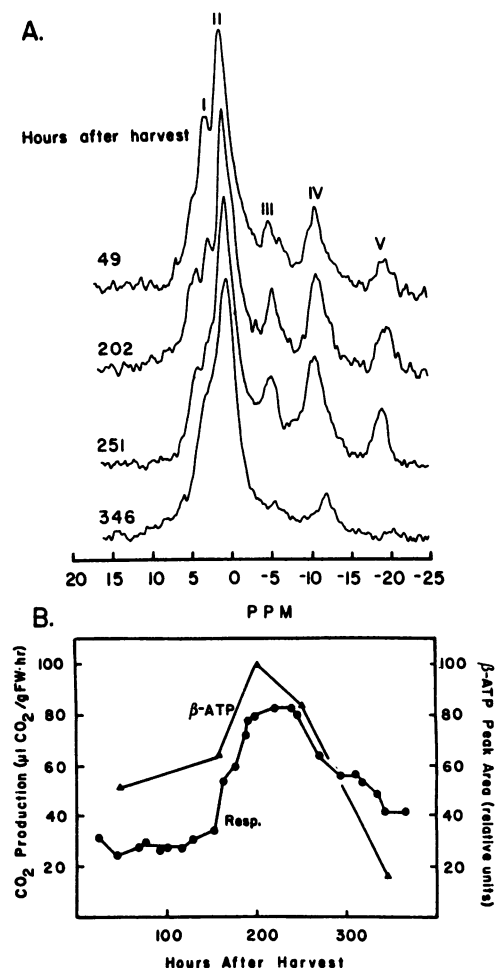 A.
II
I
Hours after harvest
III
IV
V
49
202
251
346
20 15 10 5 0 -5 -10 -15 -20 -25
PPM
B.
CO2 Production (μl CO2/gFW·hr)
100
80
60
40
20
β-ATP
Resp.
100
80
60
40
20
β-ATP Peak Area (relative units)
100 200 300
Hours After Harvest